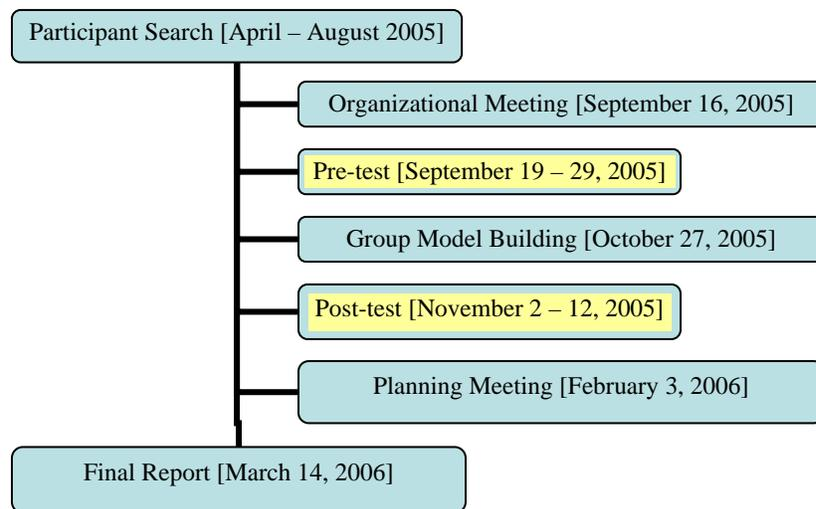 Participant Search [April – August 2005]
Organizational Meeting [September 16, 2005]
Pre-test [September 19 – 29, 2005]
Group Model Building [October 27, 2005]
Post-test [November 2 – 12, 2005]
Planning Meeting [February 3, 2006]
Final Report [March 14, 2006]